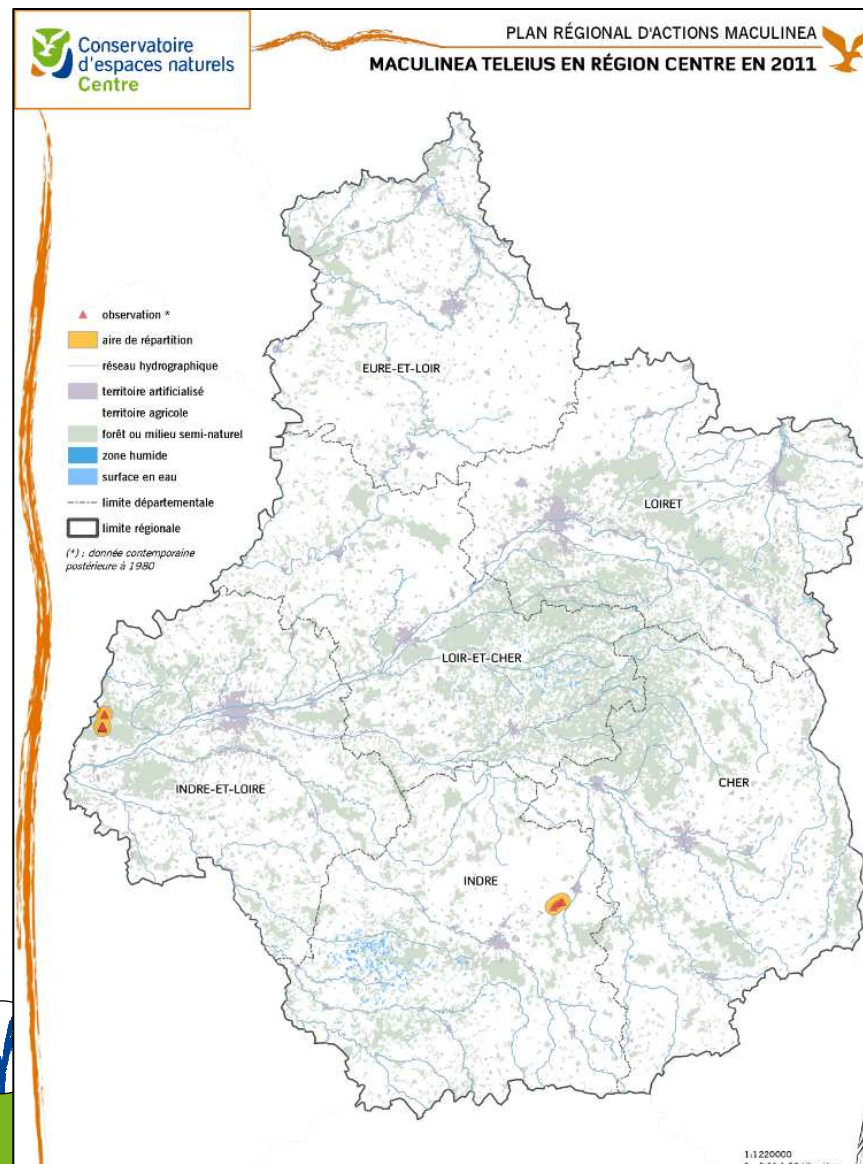 Conservatoire
d'espaces naturels
Centre
PLAN RÉGIONAL D'ACTIONS MACULINEA
MACULINEA TELEIUS EN RÉGION CENTRE EN 2011
observation *
aire de répartition
réseau hydrographique
territoire artificialisé
territoire agricole
forêt ou milieu semi-naturel
zone humide
surface en eau
limite départementale
limite régionale
(*) : donnée contemporaine
postérieure à 1980
EURE-ET-LOIR
LOIRET
LOIR-ET-CHER
INDRE-ET-LOIRE
CHER
INDRE
1:1220000